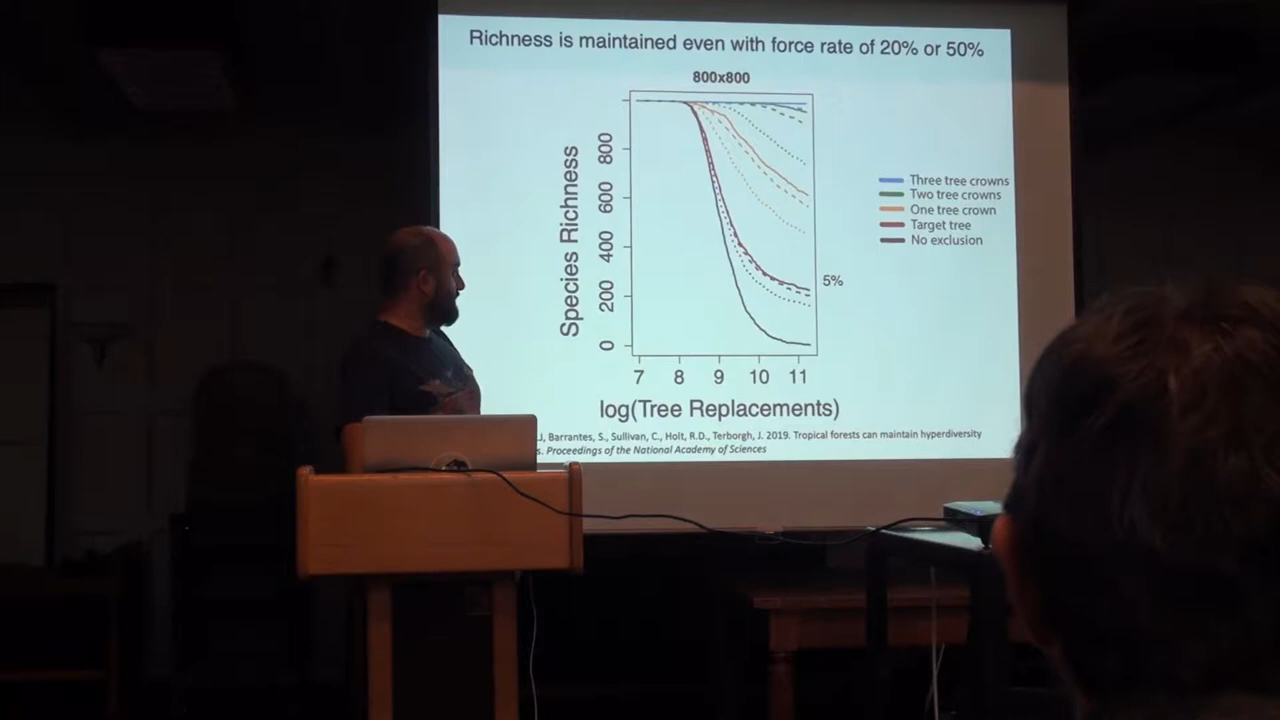 Richness is maintained even with force rate of 20% or 50%
800x800
Species Richness
800
600
400
200
0
7 8 9 10 11
log(Tree Replacements)
Three tree crowns
Two tree crowns
One tree crown
Target tree
No exclusion
5%
Barrantes, S., Sullivan, C., Holt, R.D., Terborgh, J. 2019. Tropical forests can maintain hyperdiversity
Proceedings of the National Academy of Sciences